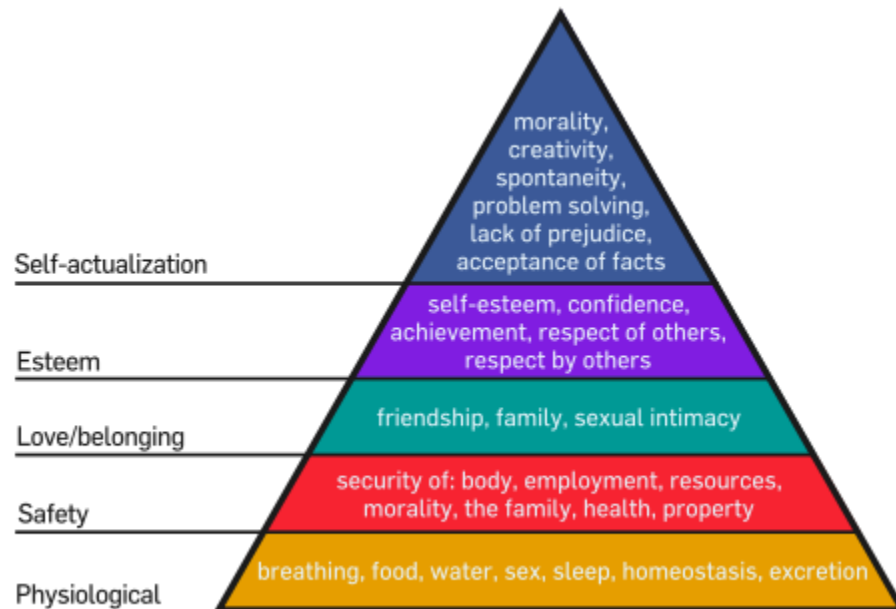 morality,
creativity,
spontaneity,
problem solving,
lack of prejudice,
acceptance of facts
Self-actualization
self-esteem, confidence,
achievement, respect of others,
respect by others
Esteem
friendship, family, sexual intimacy
Love/belonging
security of: body, employment, resources,
morality, the family, health, property
Safety
breathing, food, water, sex, sleep, homeostasis, excretion
Physiological